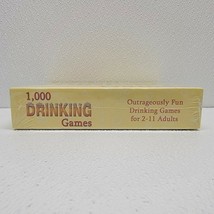 1,000
DRINKING
Games
Outrageously Fun
Drinking Games
for 2-11 Adults